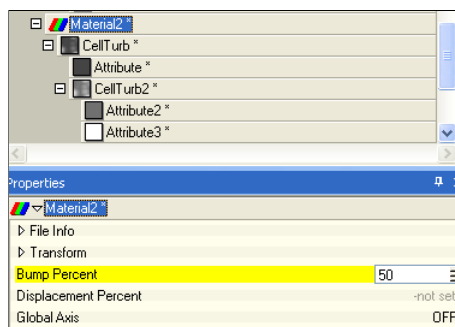 Material2 *
CellTurb *
Attribute *
CellTurb2 *
Attribute2 *
Attribute3 *
Properties
Material2 *
File Info
Transform
Bump Percent 50
Displacement Percent -not set
Global Axis OFF